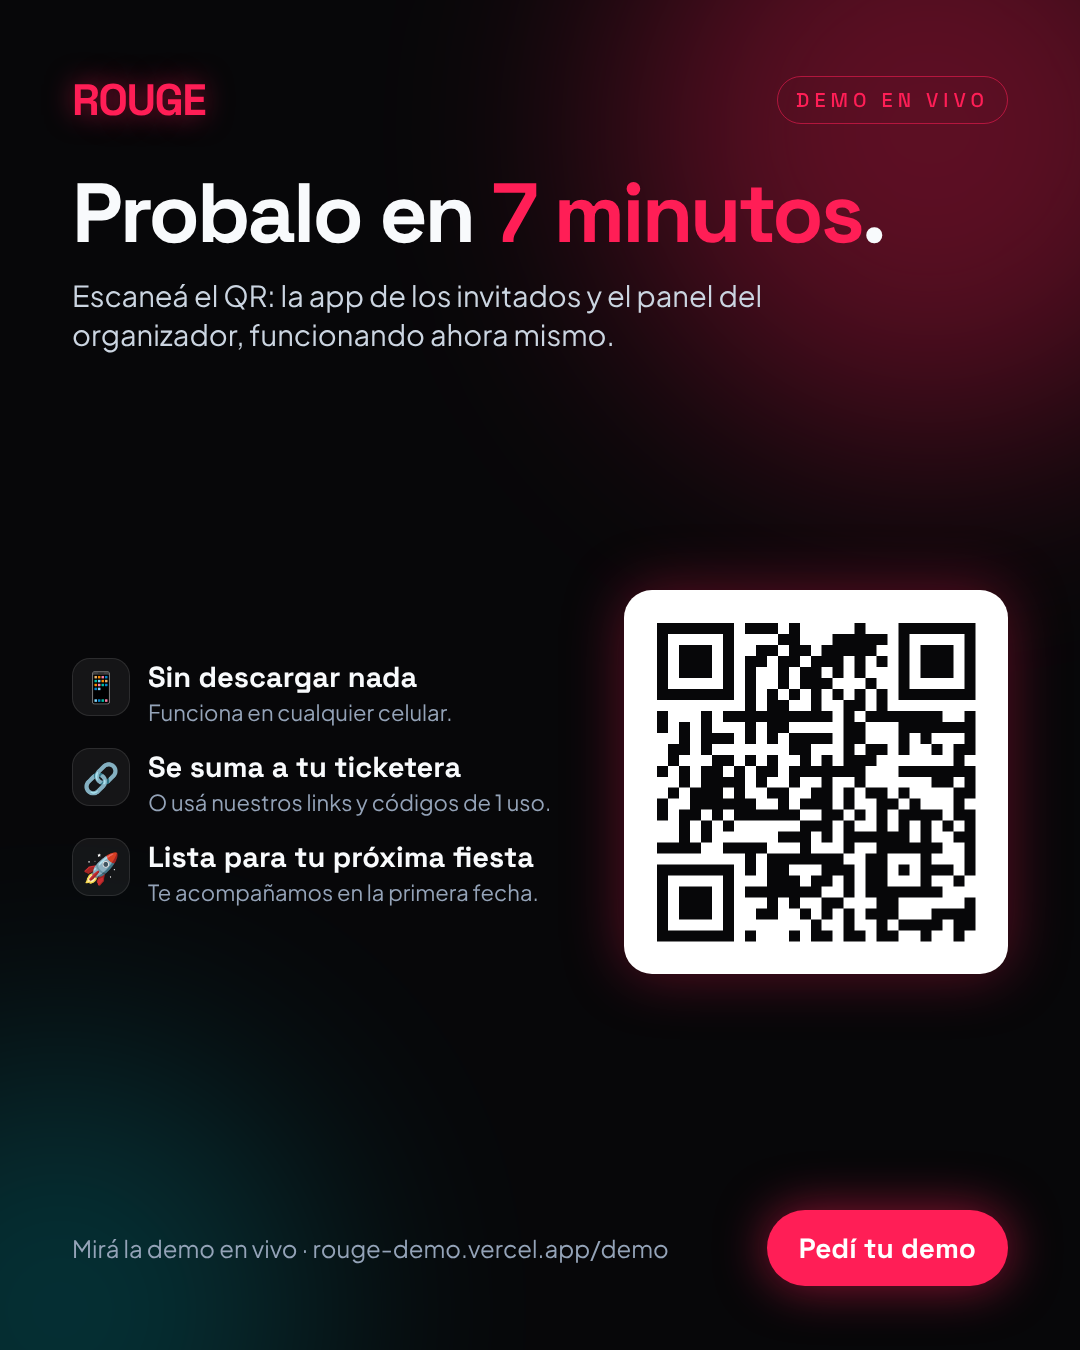 ROUGE
DEMO EN VIVO
Probalo en 7 minutos.
Escaneá el QR: la app de los invitados y el panel del
organizador, funcionando ahora mismo.
Sin descargar nada
Funciona en cualquier celular.
Se suma a tu ticketera
O usá nuestros links y códigos de 1 uso.
Lista para tu próxima fiesta
Te acompañamos en la primera fecha.
Mirá la demo en vivo · rouge-demo.vercel.app/demo
Pedí tu demo